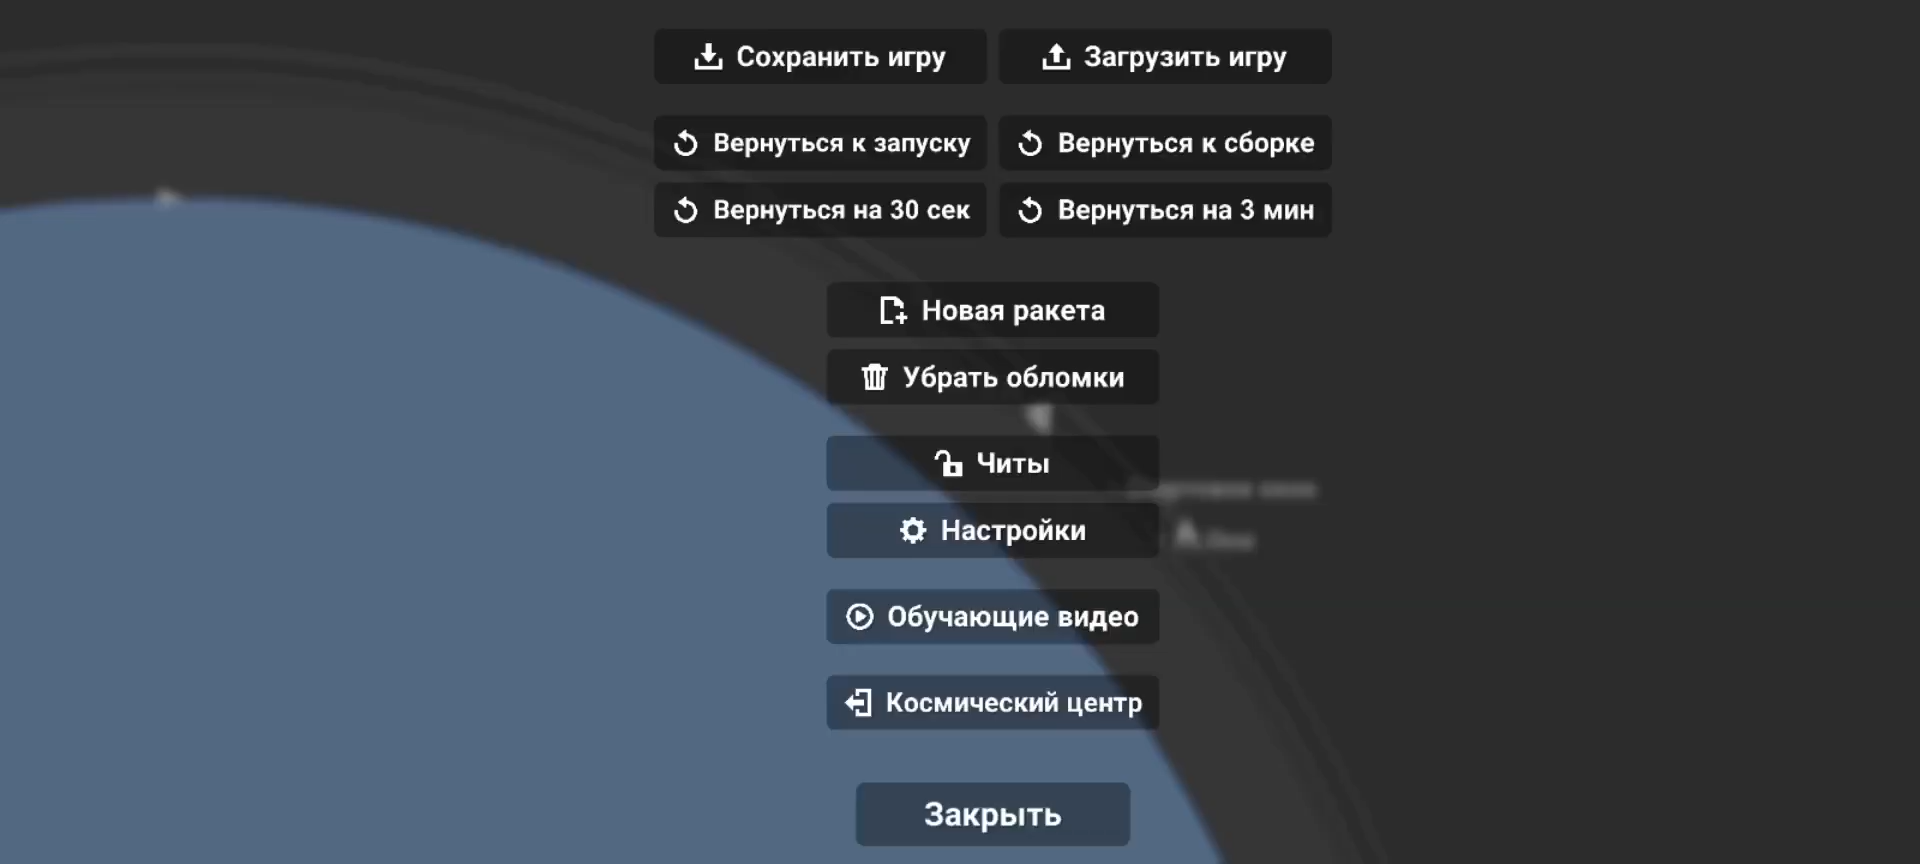 Сохранить игру
Загрузить игру
Вернуться к запуску
Вернуться к сборке
Вернуться на 30 сек
Вернуться на 3 мин
Новая ракета
Убрать обломки
Читы
Настройки
Обучающие видео
Космический центр
Закрыть